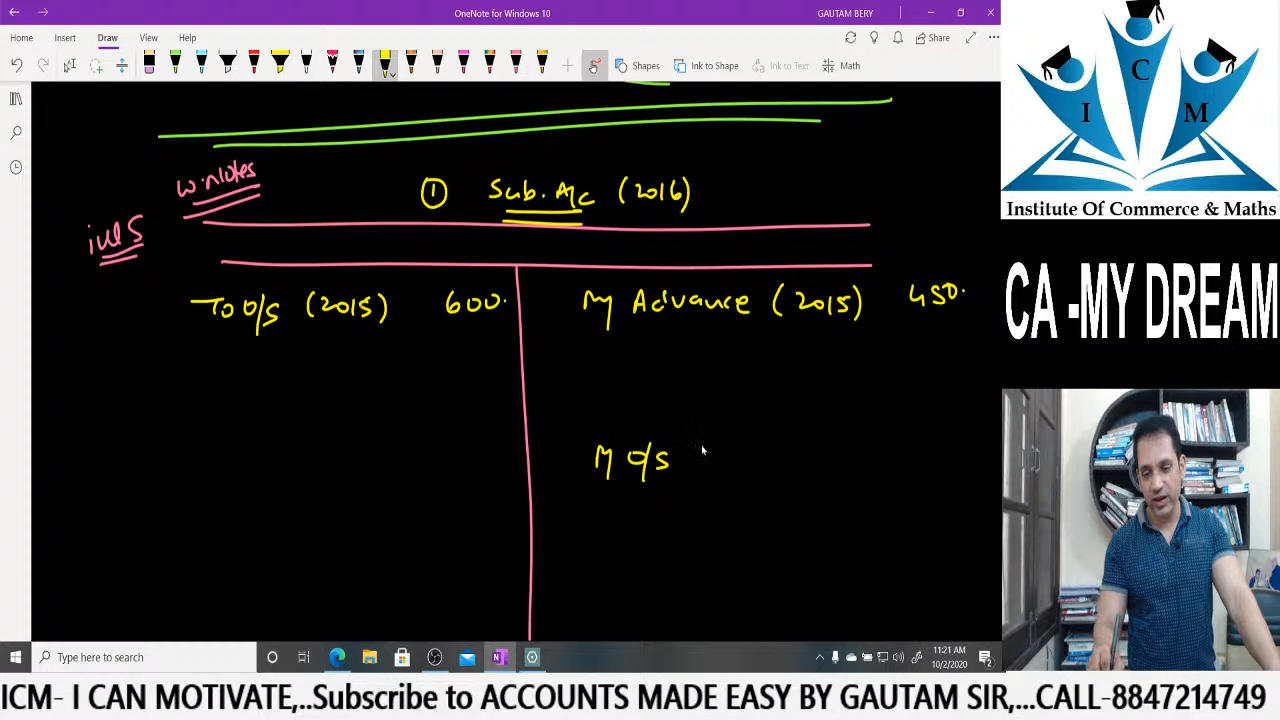 OneNote for Windows 10
GAUTAM BERY
Home Insert Draw View Help
Share
Shapes Ink to Shape Ink to Text Math
w.notes
① Sub. A/c (2016)
To O/S (2015) 600.
By Advance (2015) 450.
By O/S
I C M
Institute Of Commerce & Maths
CA -MY DREAM
Type here to search
11:21 AM
10/2/2020
2
ICM- I CAN MOTIVATE,..Subscribe to ACCOUNTS MADE EASY BY GAUTAM SIR,...CALL-8847214749